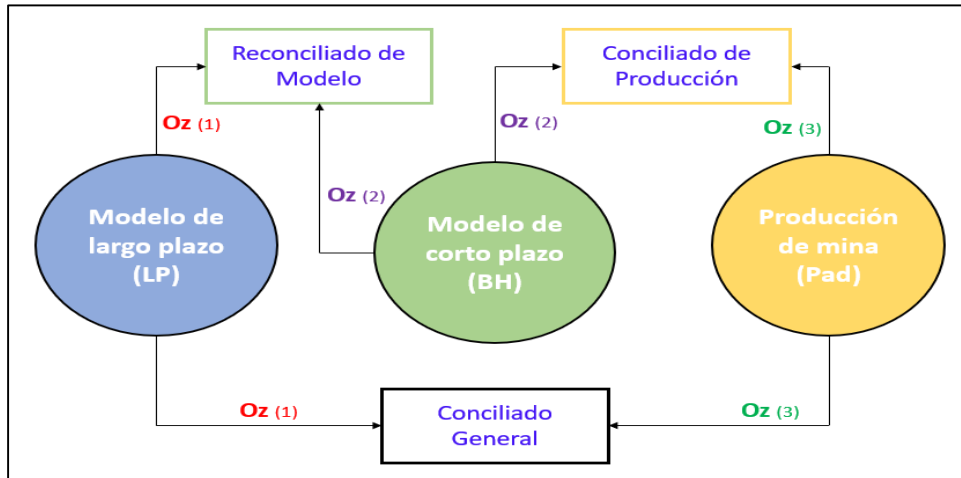 Reconciliado de
Modelo
Conciliado de
Producción
Oz (1)
Oz (2)
Oz (3)
Oz (2)
Modelo de
largo plazo
(LP)
Modelo de
corto plazo
(BH)
Producción
de mina
(Pad)
Oz (1)
Conciliado
General
Oz (3)